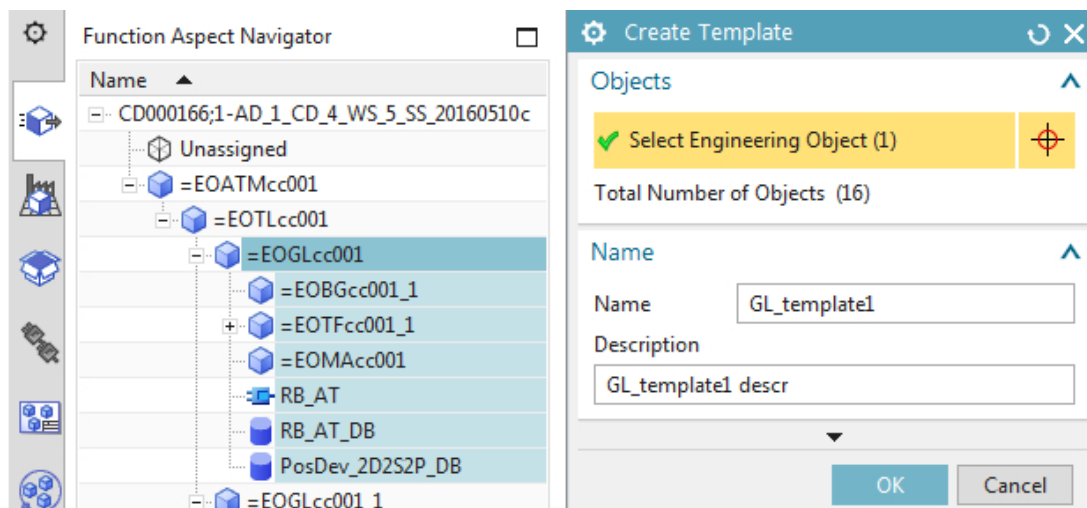 Function Aspect Navigator
Name
CD000166;1-AD_1_CD_4_WS_5_SS_20160510c
Unassigned
=EOATMcc001
=EOTLcc001
=EOGLcc001
=EOBGcc001_1
=EOTFcc001_1
=EOMAcc001
RB_AT
RB_AT_DB
PosDev_2D2S2P_DB
=EOGLcc001_1
Create Template
Objects
Select Engineering Object (1)
Total Number of Objects (16)
Name
Name GL_template1
Description
GL_template1 descr
OK Cancel